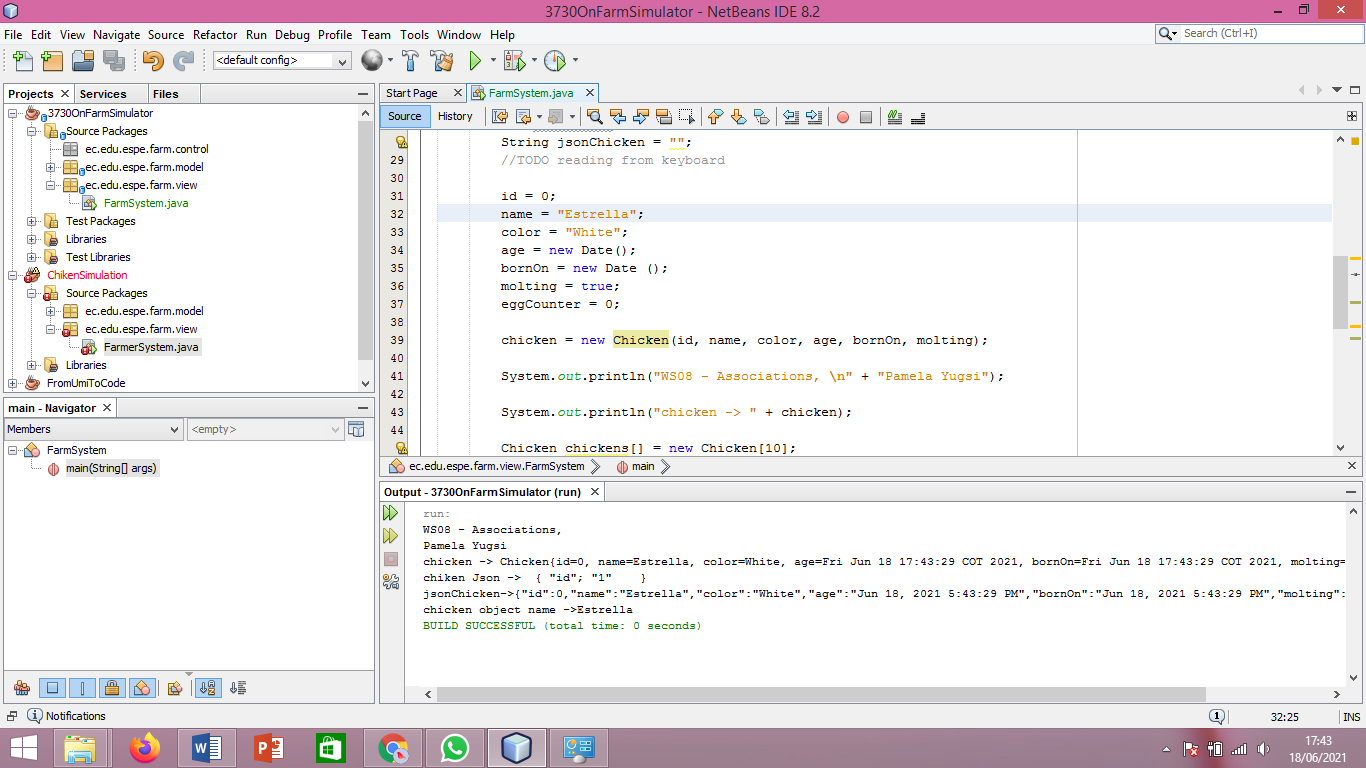 3730OnFarmSimulator - NetBeans IDE 8.2
File Edit View Navigate Source Refactor Run Debug Profile Team Tools Window Help
Search (Ctrl+I)
<default config>
Projects Services Files
3730OnFarmSimulator
Source Packages
ec.edu.espe.farm.control
ec.edu.espe.farm.model
ec.edu.espe.farm.view
FarmSystem.java
Test Packages
Libraries
Test Libraries
ChikenSimulation
Source Packages
ec.edu.espe.farm.model
ec.edu.espe.farm.view
FarmerSystem.java
Libraries
FromUmlToCode
main - Navigator
Members <empty>
FarmSystem
main(String[] args)
Start Page FarmSystem.java
Source History
String jsonChicken = "";
29 //TODO reading from keyboard
30
31 id = 0;
32 name = "Estrella";
33 color = "White";
34 age = new Date();
35 bornOn = new Date ();
36 molting = true;
37 eggCounter = 0;
38
39 chicken = new Chicken(id, name, color, age, bornOn, molting);
40
41 System.out.println("WS08 - Associations, \n" + "Pamela Yugsi");
42
43 System.out.println("chicken -> " + chicken);
44
Chicken chickens[] = new Chicken[10];
ec.edu.espe.farm.view.FarmSystem main
Output - 3730OnFarmSimulator (run)
run:
WS08 - Associations,
Pamela Yugsi
chicken -> Chicken{id=0, name=Estrella, color=White, age=Fri Jun 18 17:43:29 COT 2021, bornOn=Fri Jun 18 17:43:29 COT 2021, molting=
chiken Json ->  { "id"; "1"    }
jsonChicken->{"id":0,"name":"Estrella","color":"White","age":"Jun 18, 2021 5:43:29 PM","bornOn":"Jun 18, 2021 5:43:29 PM","molting":
chicken object name ->Estrella
BUILD SUCCESSFUL (total time: 0 seconds)
Notifications
1
32:25
INS
17:43
18/06/2021